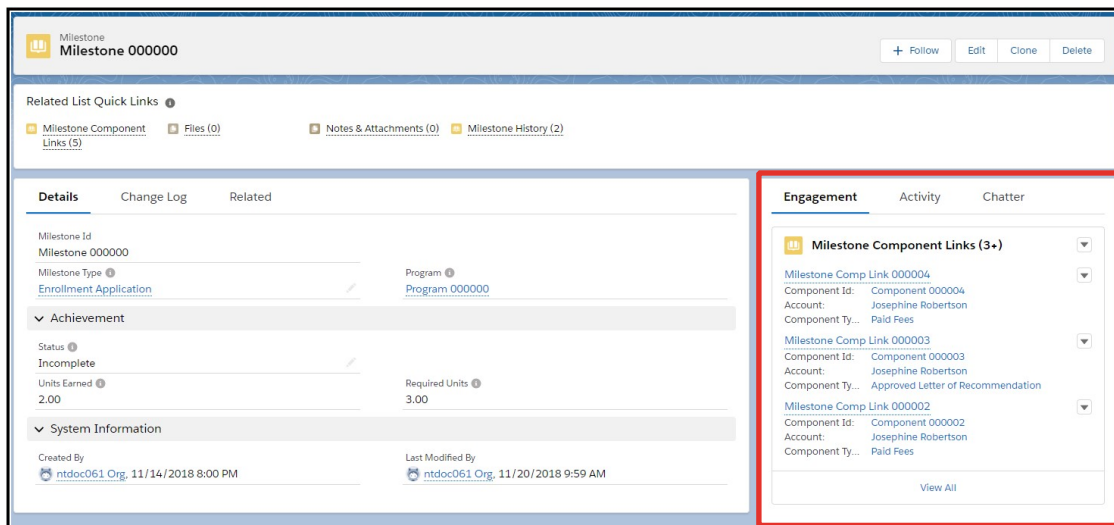 Milestone
Milestone 000000
+ Follow
Edit
Clone
Delete
Related List Quick Links
Milestone Component Links (5)
Files (0)
Notes & Attachments (0)
Milestone History (2)
Details
Change Log
Related
Milestone Id
Milestone 000000
Milestone Type
Program
Enrollment Application
Program 000000
Achievement
Status
Incomplete
Units Earned
Required Units
2.00
3.00
System Information
Created By
Last Modified By
ntdoc061 Org, 11/14/2018 8:00 PM
ntdoc061 Org, 11/20/2018 9:59 AM
Engagement
Activity
Chatter
Milestone Component Links (3+)
Milestone Comp Link 000004
Component Id: Component 000004
Account: Josephine Robertson
Component Ty... Paid Fees
Milestone Comp Link 000003
Component Id: Component 000003
Account: Josephine Robertson
Component Ty... Approved Letter of Recommendation
Milestone Comp Link 000002
Component Id: Component 000002
Account: Josephine Robertson
Component Ty... Paid Fees
View All